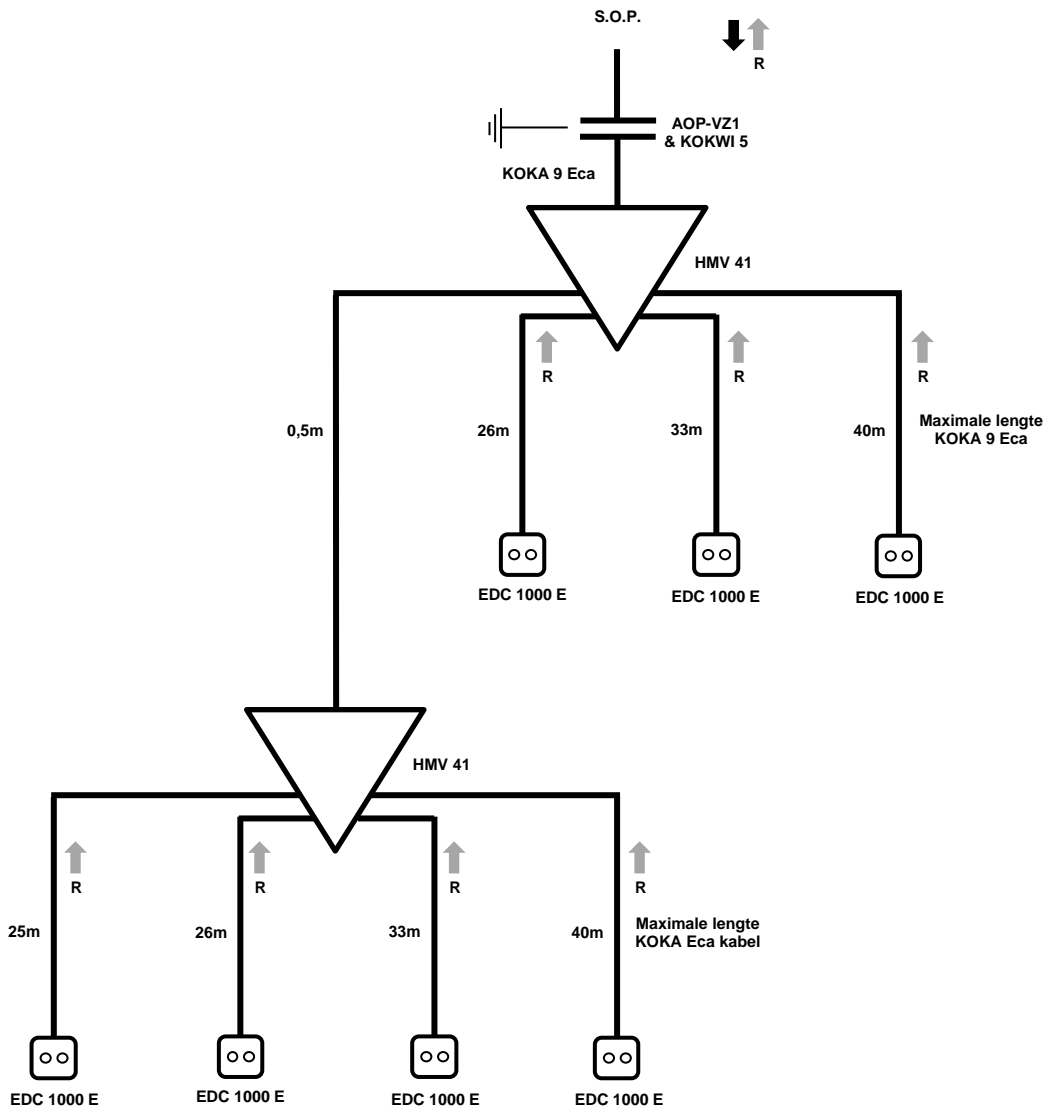 S.O.P.
R
AOP-VZ1
& KOKWI 5
KOKA 9 Eca
HMV 41
R
R
R
0,5m
26m
33m
40m
Maximale lengte
KOKA 9 Eca
EDC 1000 E
EDC 1000 E
EDC 1000 E
HMV 41
R
R
R
R
25m
26m
33m
40m
Maximale lengte
KOKA Eca kabel
EDC 1000 E
EDC 1000 E
EDC 1000 E
EDC 1000 E